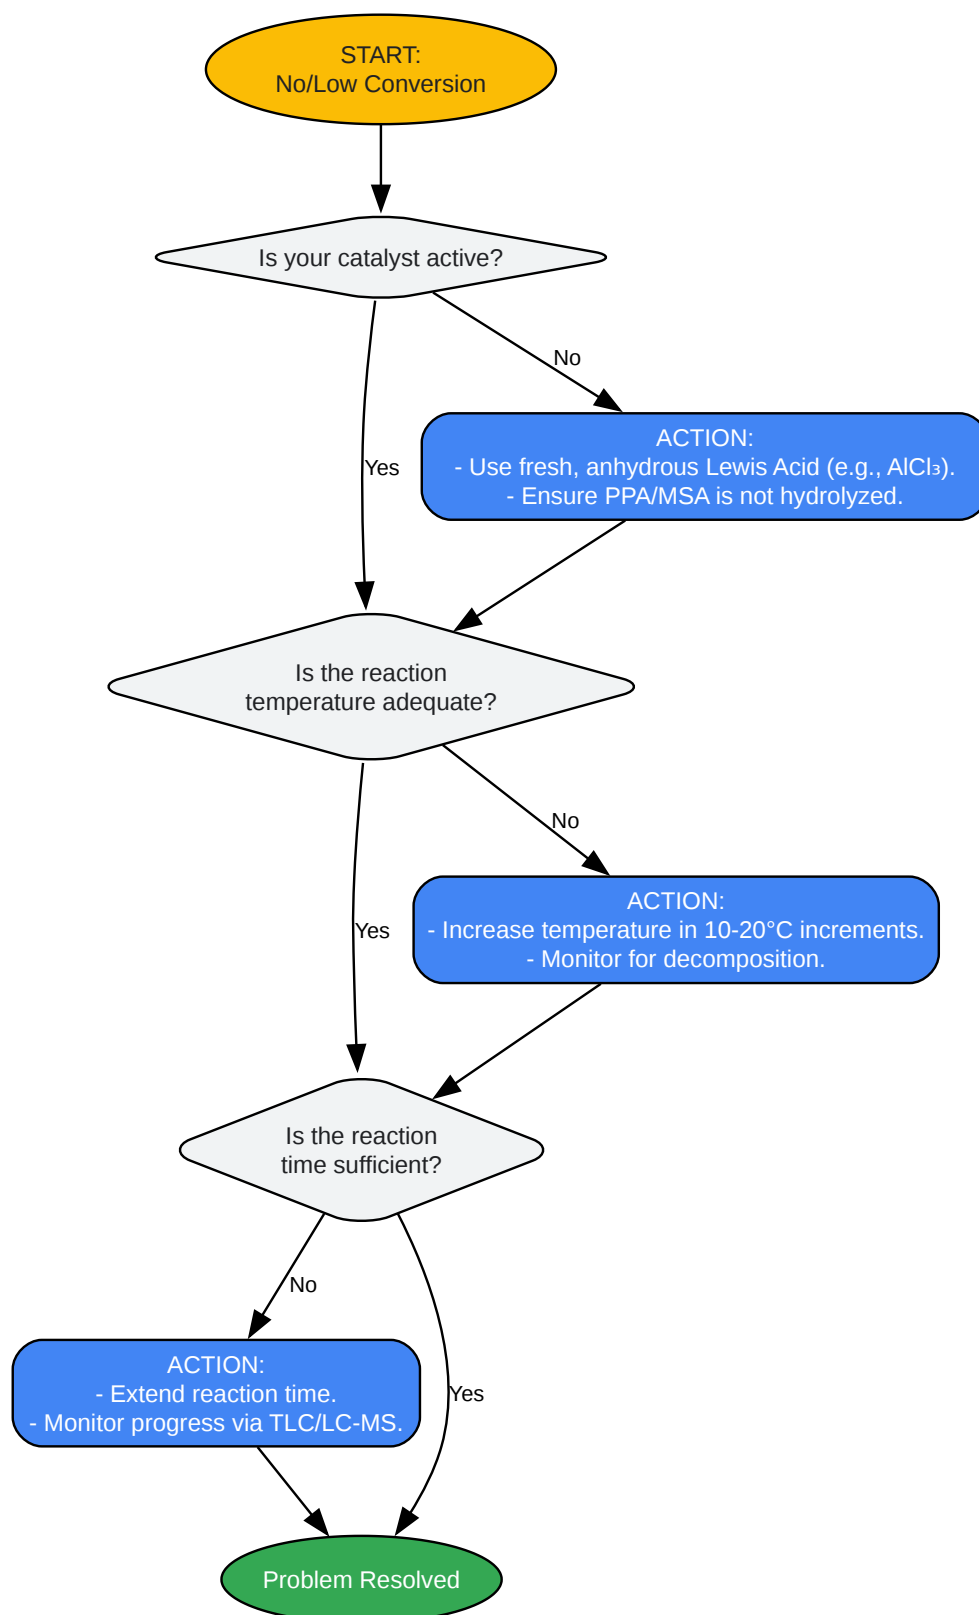 START:
No/Low Conversion
Is your catalyst active?
No
Yes
ACTION:
- Use fresh, anhydrous Lewis Acid (e.g., AlCl₃).
- Ensure PPA/MSA is not hydrolyzed.
Is the reaction
temperature adequate?
No
Yes
ACTION:
- Increase temperature in 10-20°C increments.
- Monitor for decomposition.
Is the reaction
time sufficient?
No
Yes
ACTION:
- Extend reaction time.
- Monitor progress via TLC/LC-MS.
Problem Resolved